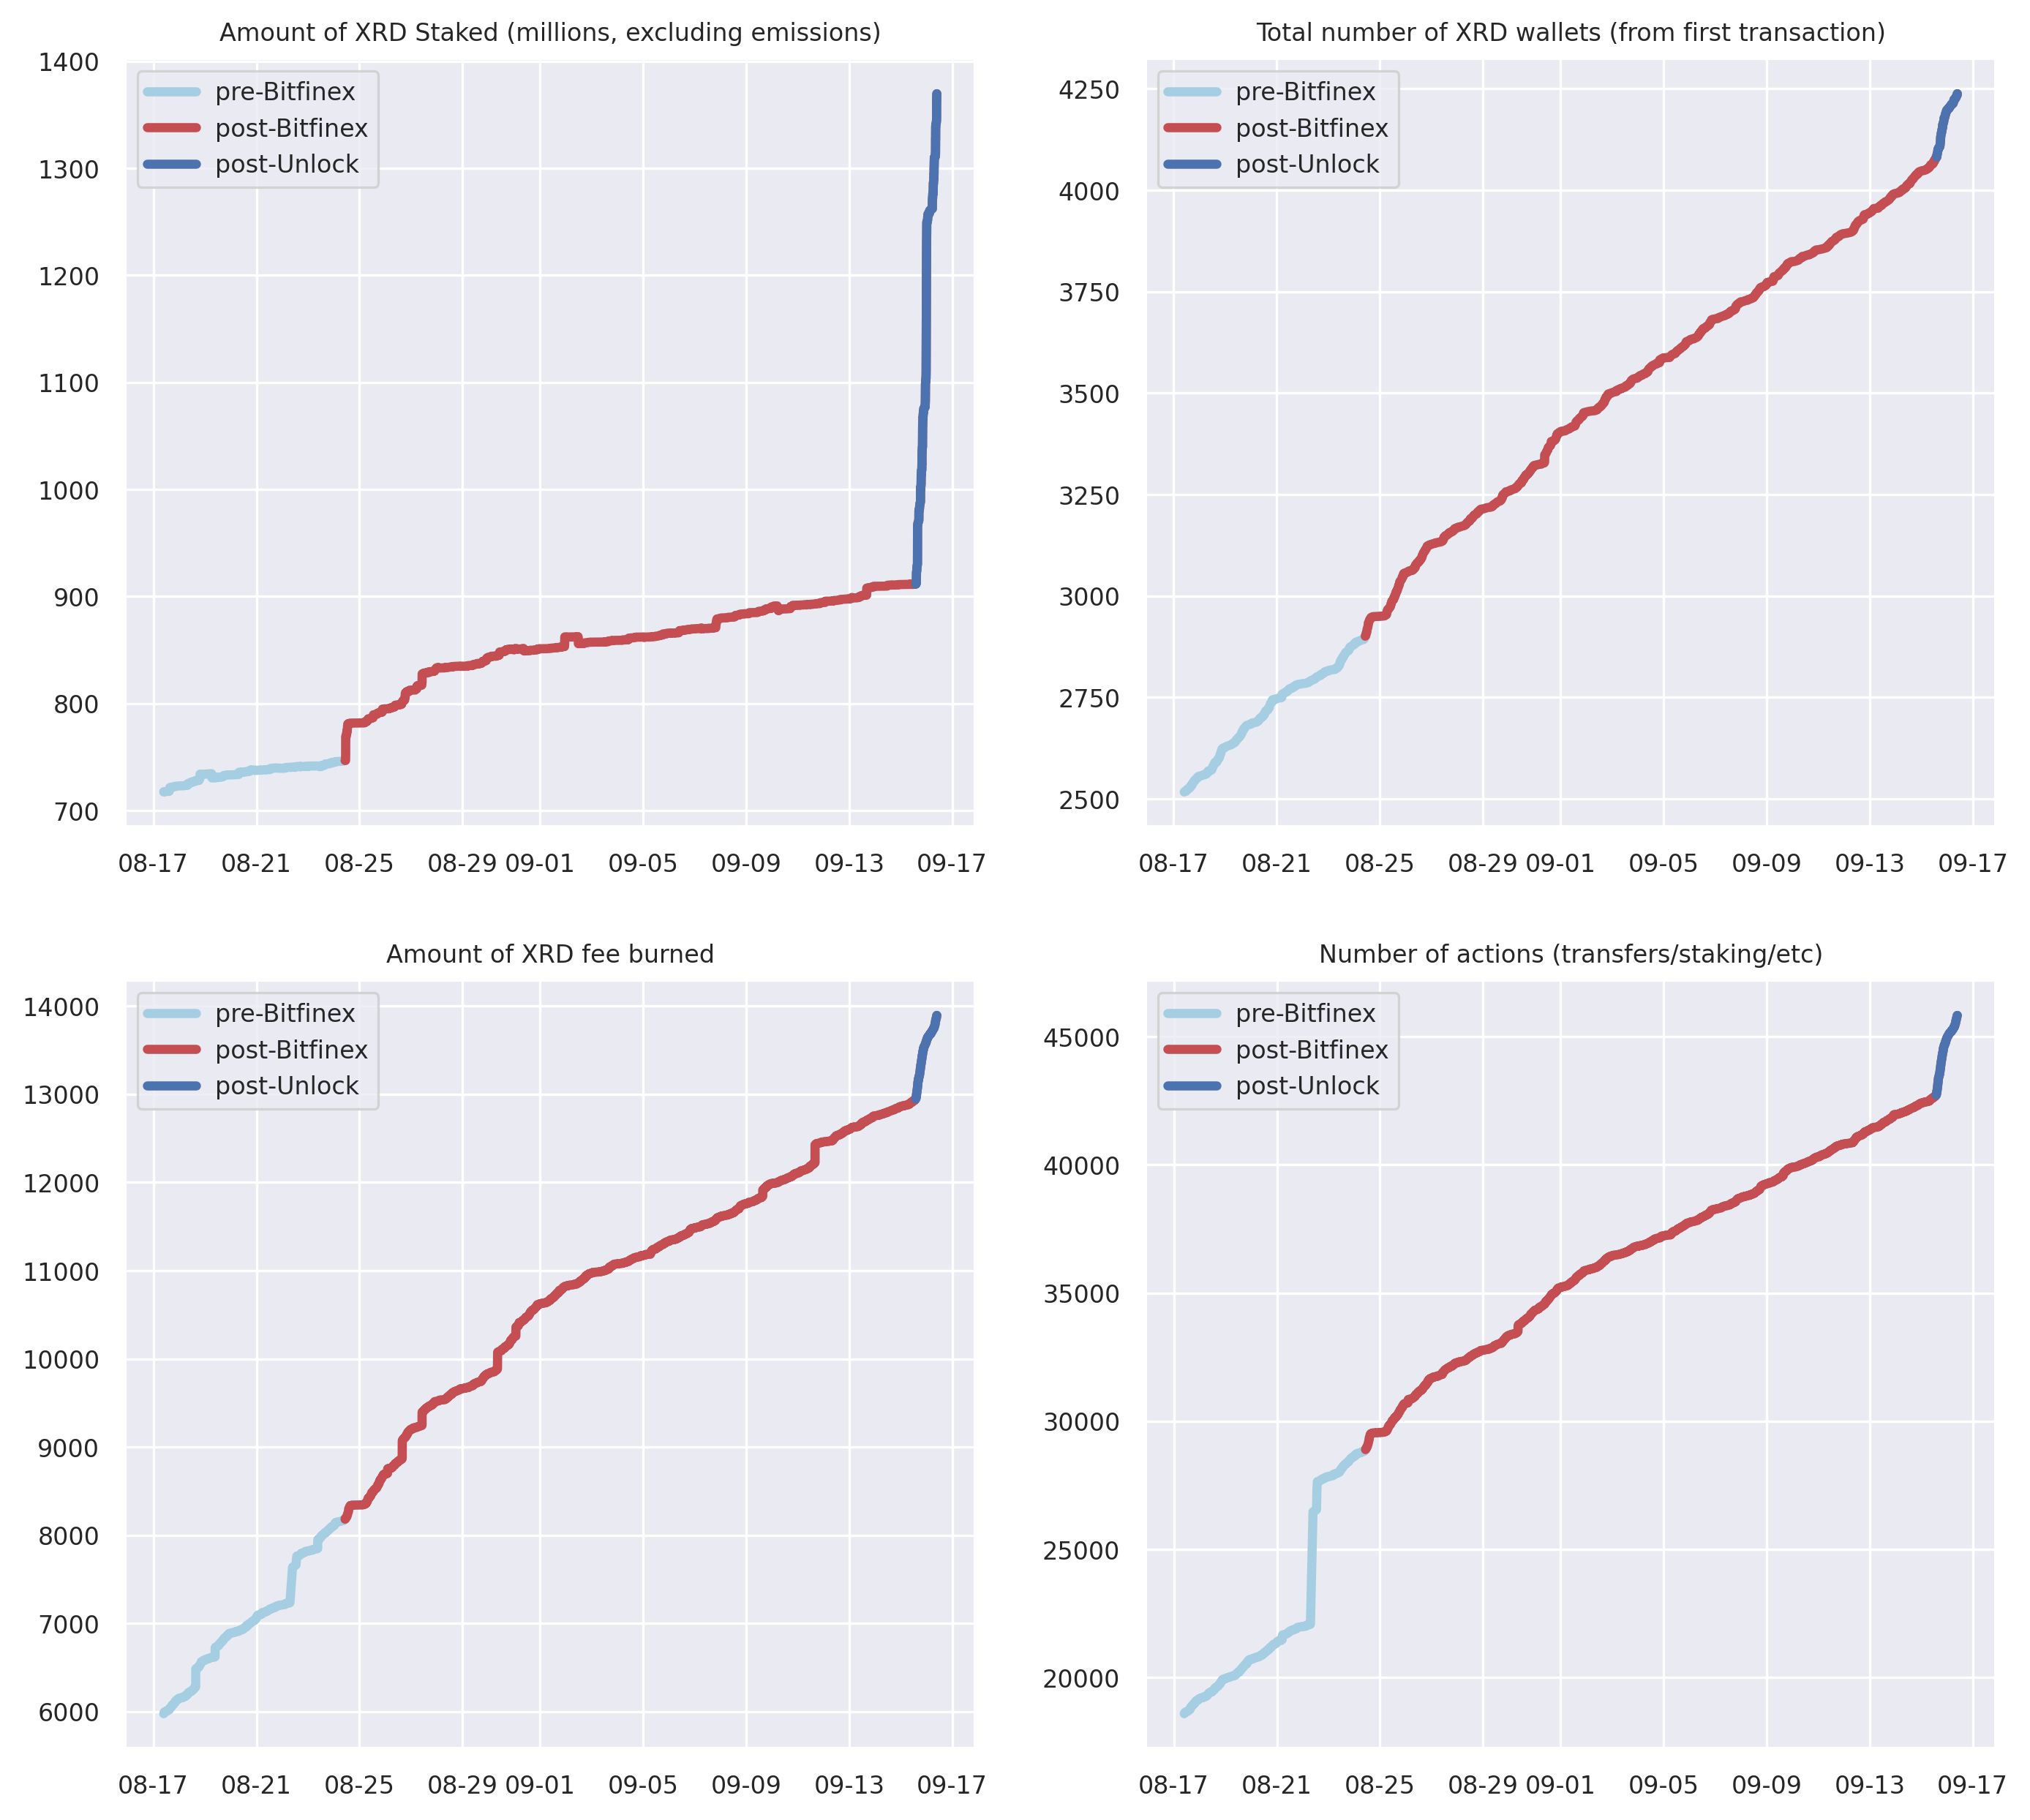 Amount of XRD Staked (millions, excluding emissions)
1400
1300
1200
1100
1000
900
800
700
pre-Bitfinex
post-Bitfinex
post-Unlock
08-17 08-21 08-25 08-29 09-01 09-05 09-09 09-13 09-17
Total number of XRD wallets (from first transaction)
4250
4000
3750
3500
3250
3000
2750
2500
pre-Bitfinex
post-Bitfinex
post-Unlock
08-17 08-21 08-25 08-29 09-01 09-05 09-09 09-13 09-17
Amount of XRD fee burned
14000
13000
12000
11000
10000
9000
8000
7000
6000
pre-Bitfinex
post-Bitfinex
post-Unlock
08-17 08-21 08-25 08-29 09-01 09-05 09-09 09-13 09-17
Number of actions (transfers/staking/etc)
45000
40000
35000
30000
25000
20000
pre-Bitfinex
post-Bitfinex
post-Unlock
08-17 08-21 08-25 08-29 09-01 09-05 09-09 09-13 09-17